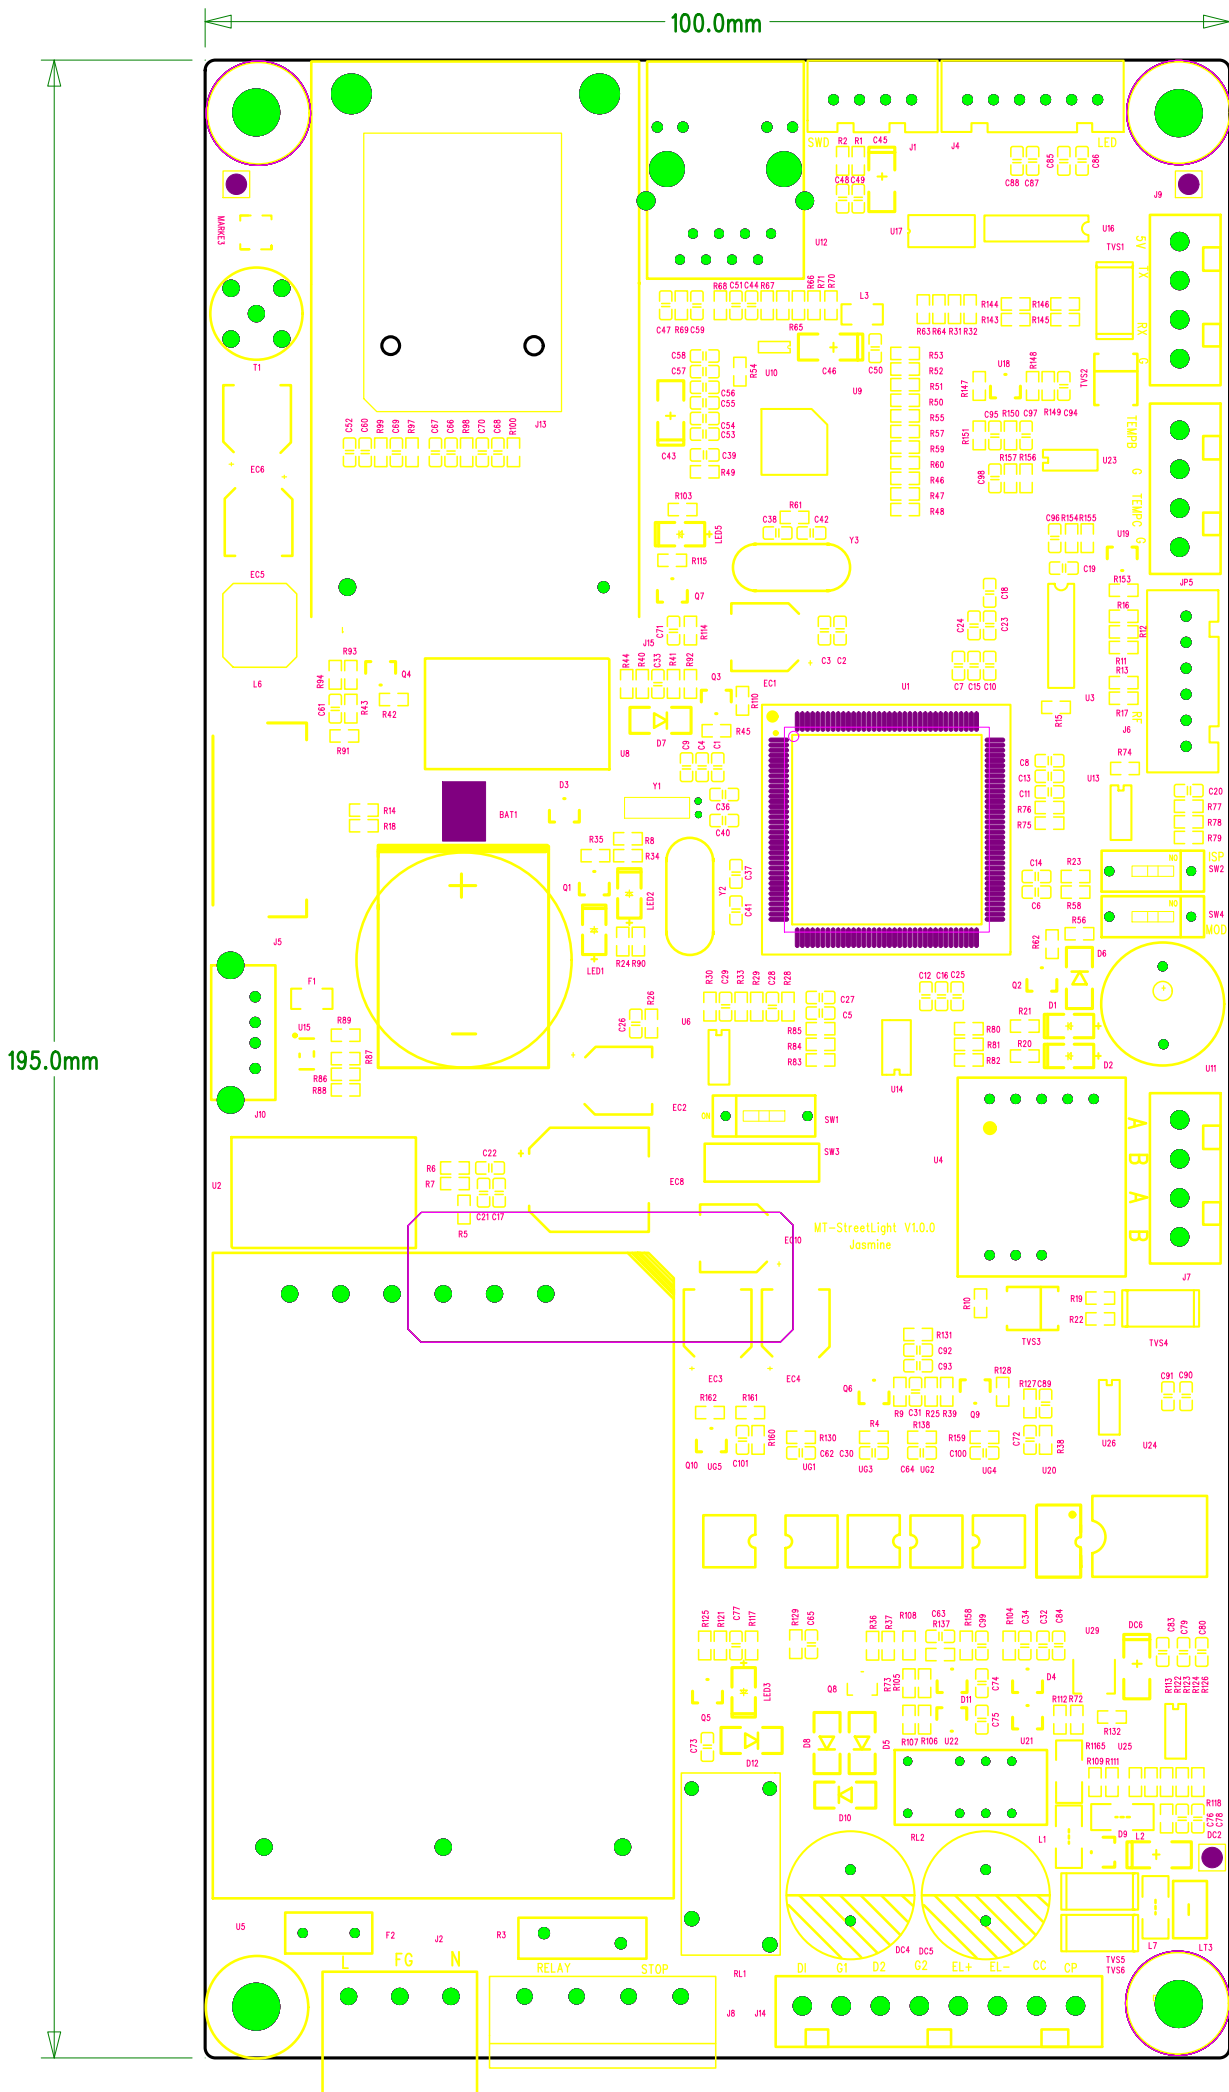 100.0mm
SWD
R2 R1 C45
J1
J4
LED
C48 C49
C88 C87
C85
C86
J9
MARKE3
U12
U17
U16
TVS1
5V
TX
RX
G
T1
R68 C51 C44 R67
R66
R71
R70
L3
C47 R69 C59
R65
R63 R64 R31 R32
R144
R143
R146
R145
C58
C57
C56
C55
C54
C53
C39
R49
R54
U10
C46
C50
U9
R53
R52
R51
R50
R55
R57
R59
R60
R46
R47
R48
R147
U18
R148
R149
C94
TVS2
R151
C95 R150 C97
R157 R156
C98
U23
TEMPB
G
TEMPC
G
J13
C52
C60
R99
C69
R97
C67
C66
R98
C70
C68
R100
EC6
C43
R103
LED5
R115
Q7
C38
R61
C42
Y3
C96
R154
R155
U19
C19
R153
R16
R12
R11
R13
R17
JP5
EC5
C18
C24
C23
C71
R114
J15
C3 C2
EC1
C7 C15 C10
U1
U3
R15
RF
J6
L6
R93
R94
Q4
C61
R43
R42
R91
R44
R40
C33
R41
R92
Q3
R110
R45
U8
D7
C9
C4
C1
C8
C13
C11
R76
R75
R74
U13
C20
R77
R78
R79
R14
R18
BAT1
D3
Y1
C36
C40
R35
R8
R34
Q1
LED2
Y2
C37
C41
C14
C6
R23
R58
ISP
SW2
SW4
MOD
J5
LED1
R24 R90
R62
R56
D6
Q2
F1
U15
R89
R87
R86
R88
J10
C26
R26
U6
R30
C29
R33
R29
C28
R28
C27
C5
R85
R84
R83
C12 C16 C25
U14
R80
R81
R82
R21
R20
D1
D2
U11
195.0mm
EC2
SW1
SW3
U4
A
B
A
B
J7
U2
R6
R7
C22
C21 C17
R5
EC8
EC10
MT-StreetLight V1.0.0
Jasmine
R10
R19
R22
TVS3
TVS4
EC3
EC4
R131
C92
C93
Q6
R128
R127 C89
R9 C31 R25 R39
Q9
C91 C90
R162
R161
R160
Q10
UG5
C101
R130
C62
UG1
C30
R4
UG3
R138
C64
UG2
R159
C100
UG4
C72
R38
U20
U26
U24
R125
R121
C77
R117
R129
C65
R36
R37
R108
C63
R137
R158
C99
R104
C34
C32
C84
U29
DC6
C83
C79
C80
Q5
LED3
Q8
R73
R105
D11
C74
D4
R113
R122
R123
R124
R126
C73
D12
D8
D5
R107 R106
U22
C75
U21
R112 R72
R132
U25
R1165
R109 R111
D10
RL2
R118
C76
C78
DC2
L1
D9
L2
U5
F2
J2
R3
RL1
DC4
DC5
L7
LT3
TVS5
TVS6
L
FG
N
RELAY
STOP
J8
J14
DI
G1
D2
G2
EL+
EL-
CC
CP